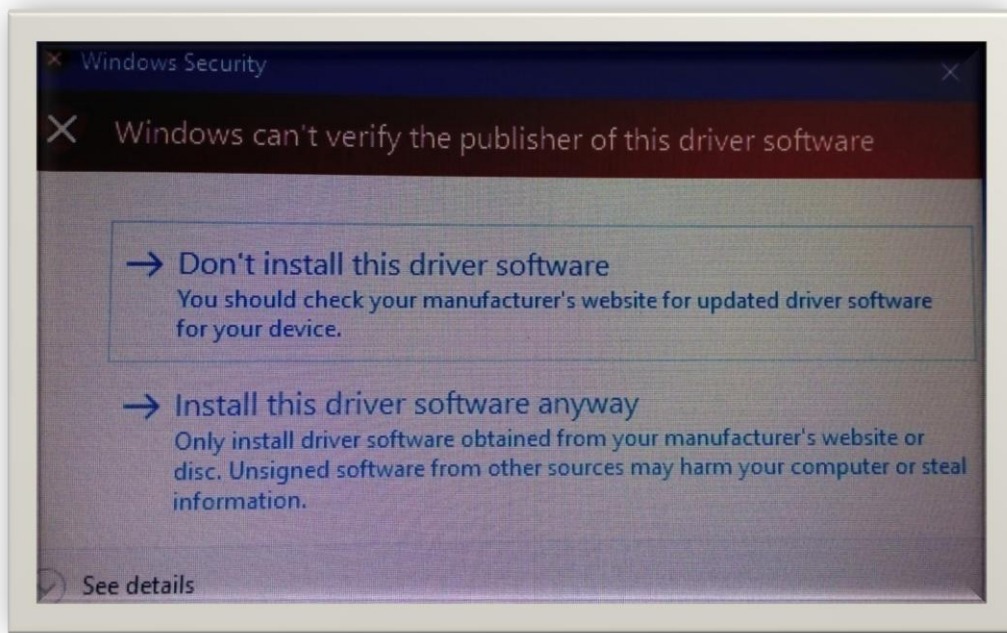 Windows Security
Windows can't verify the publisher of this driver software
Don't install this driver software
You should check your manufacturer's website for updated driver software
for your device.
Install this driver software anyway
Only install driver software obtained from your manufacturer's website or
disc. Unsigned software from other sources may harm your computer or steal
information.
See details